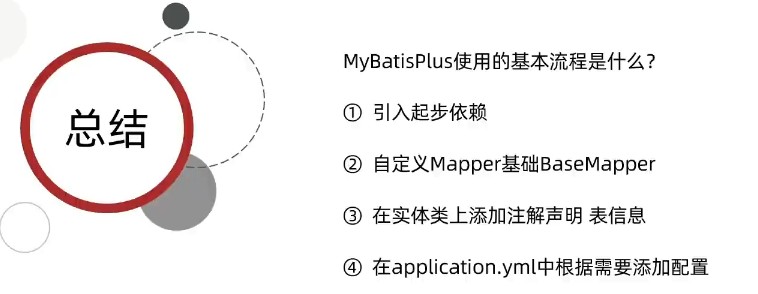 总结
MyBatisPlus使用的基本流程是什么？
① 引入起步依赖
② 自定义Mapper基础BaseMapper
③ 在实体类上添加注解声明 表信息
④ 在application.yml中根据需要添加配置